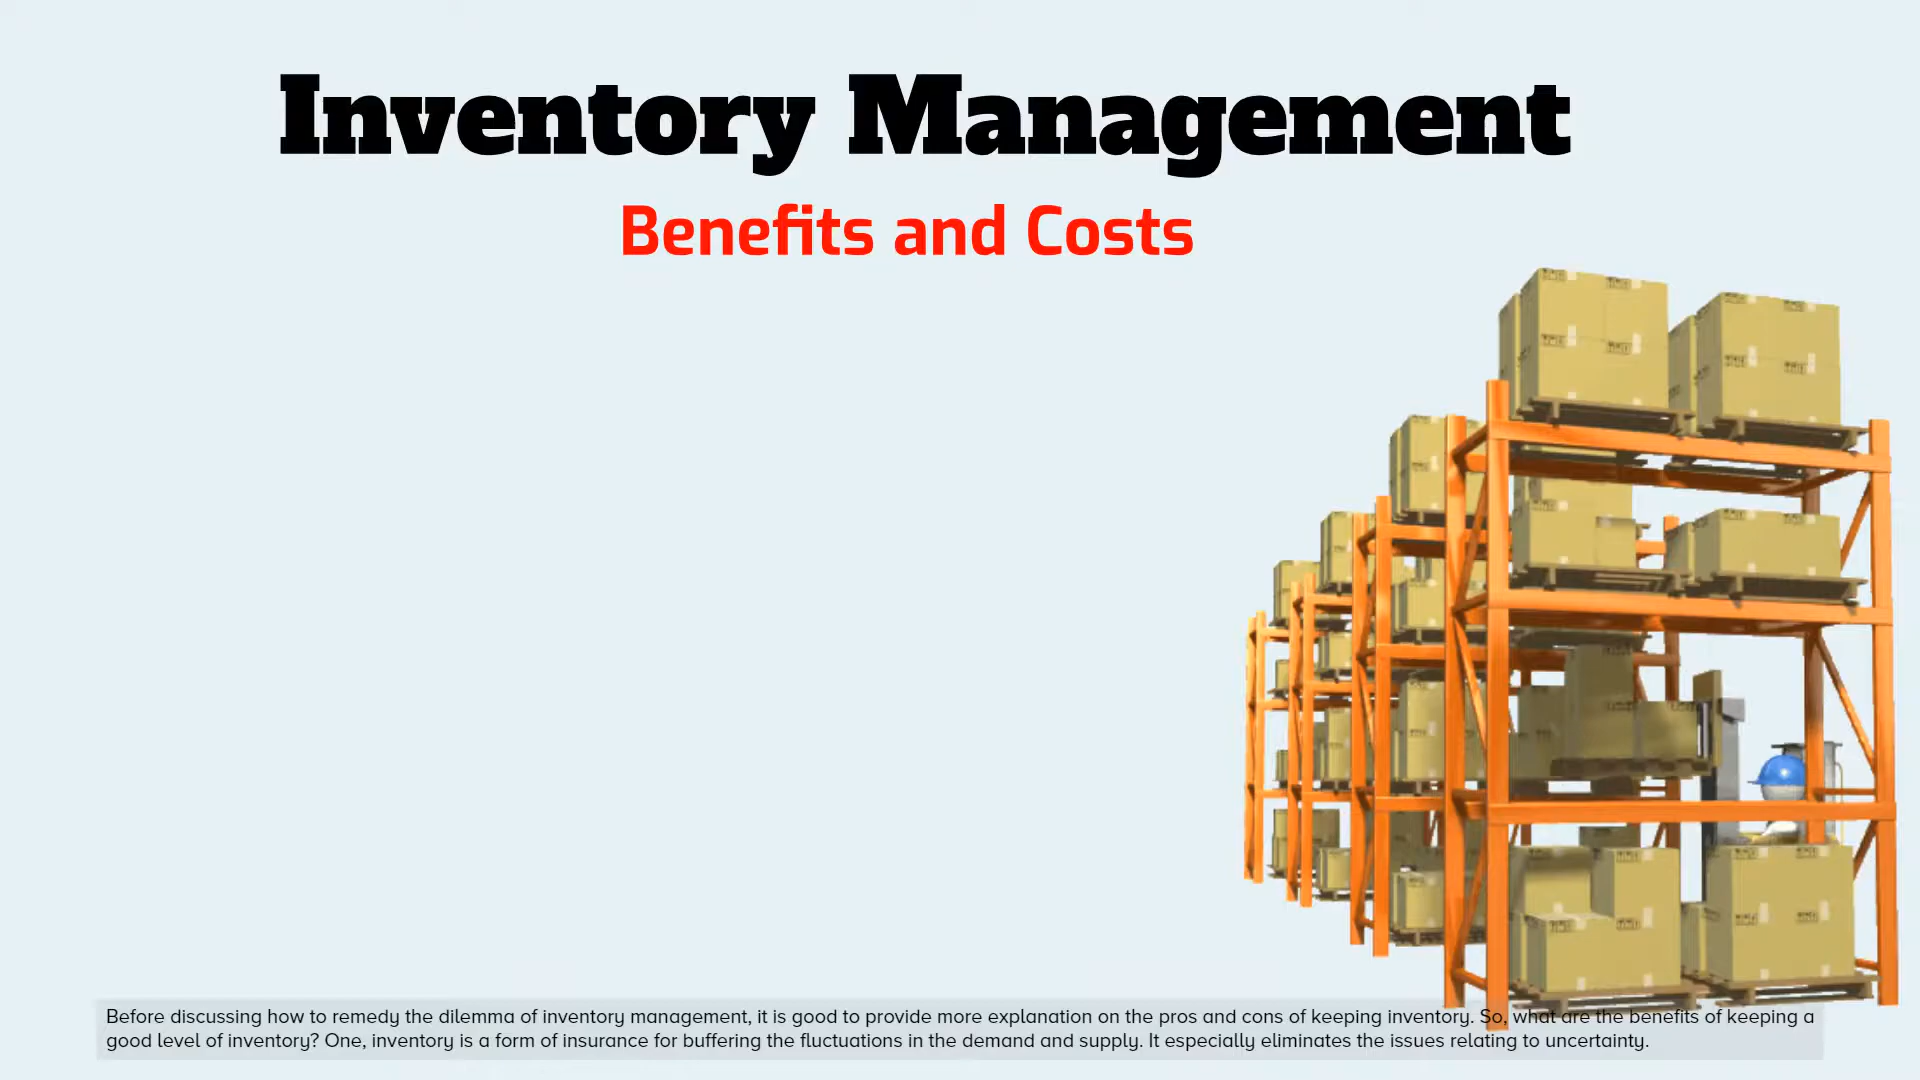 Inventory Management
Benefits and Costs
Before discussing how to remedy the dilemma of inventory management, it is good to provide more explanation on the pros and cons of keeping inventory. So, what are the benefits of keeping a
good level of inventory? One, inventory is a form of insurance for buffering the fluctuations in the demand and supply. It especially eliminates the issues relating to uncertainty.